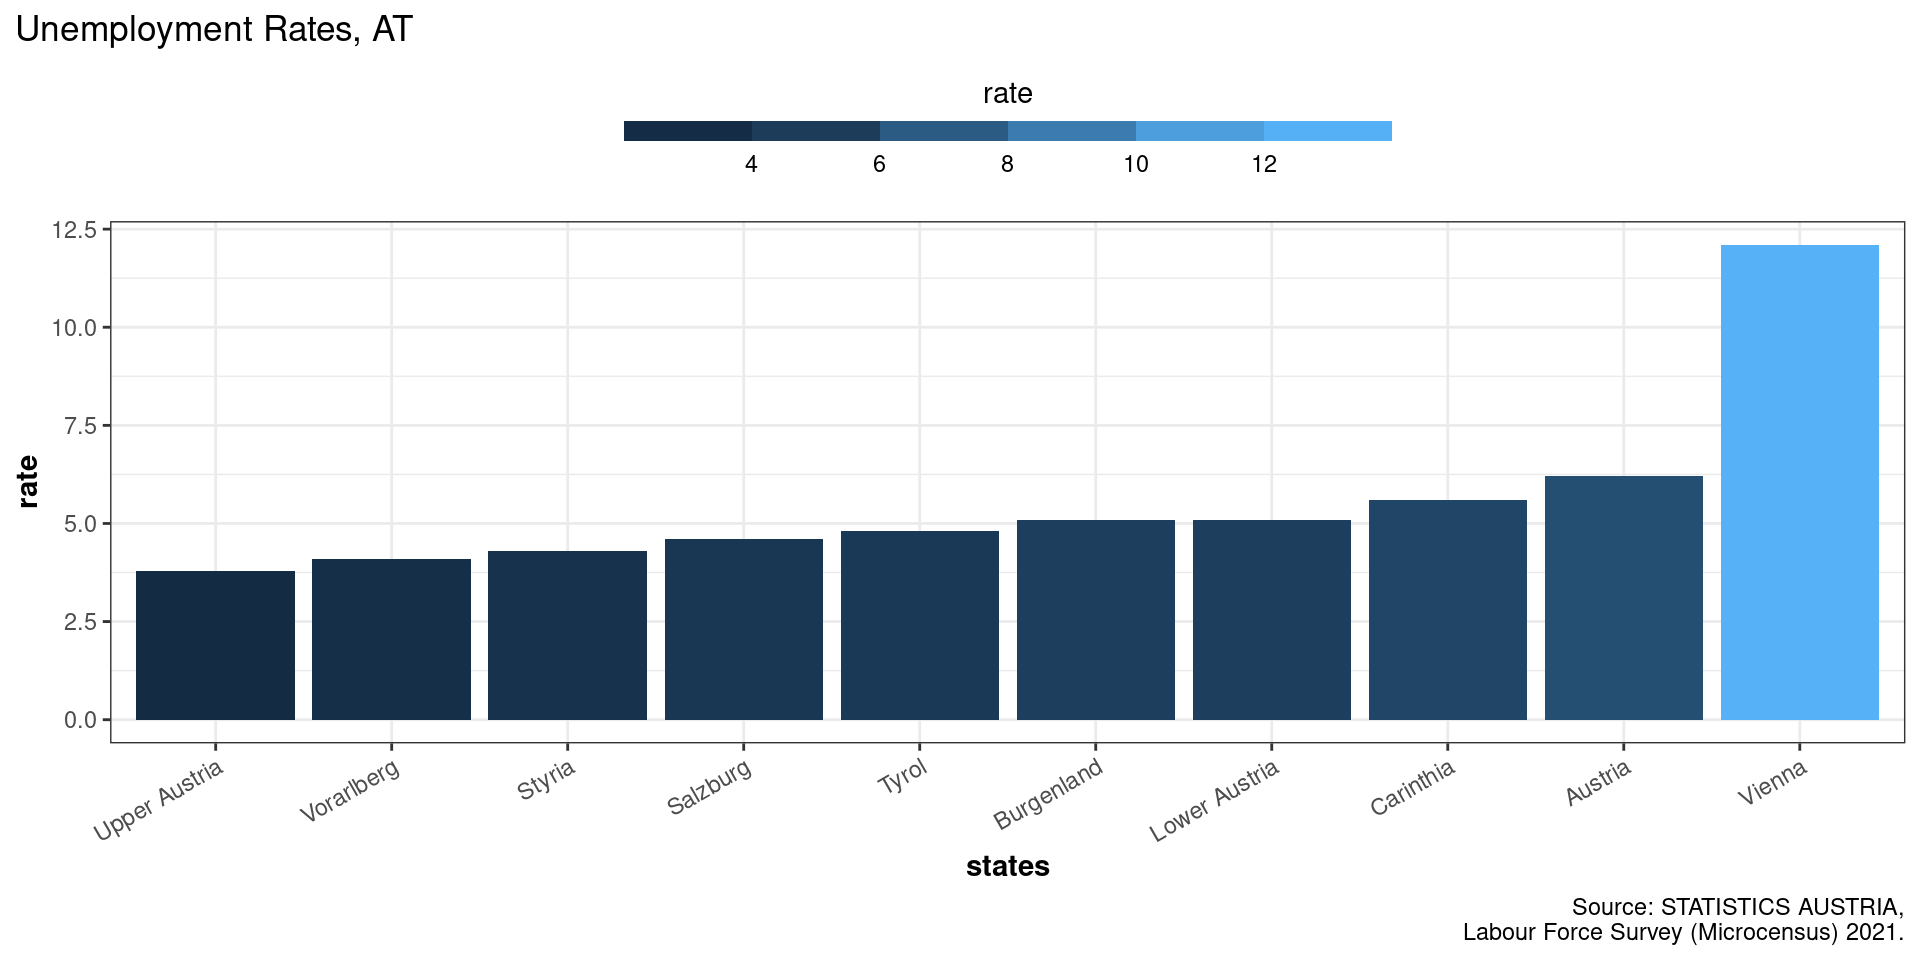 Unemployment Rates, AT
rate
4 6 8 10 12
12.5
10.0
7.5
5.0
2.5
0.0
rate
Upper Austria Vorarlberg Styria Salzburg Tyrol Burgenland Lower Austria Carinthia Austria Vienna
states
Source: STATISTICS AUSTRIA,
Labour Force Survey (Microcensus) 2021.